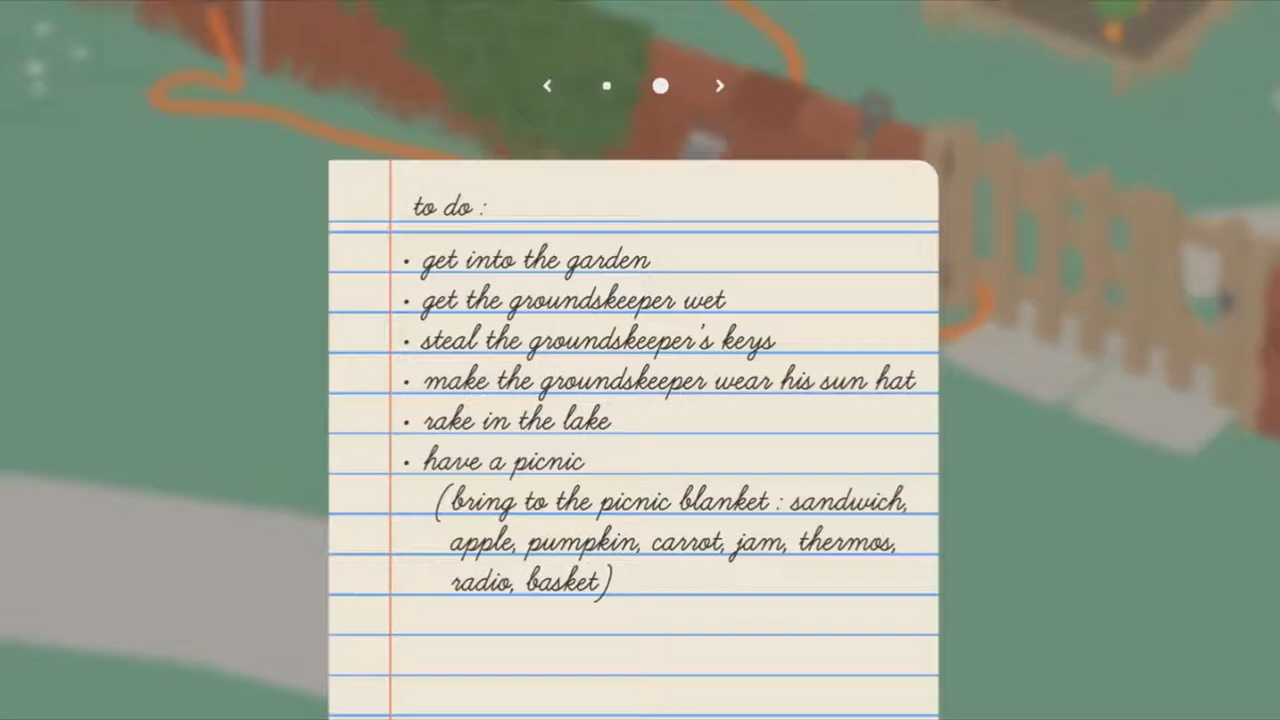 to do :
• get into the garden
• get the groundskeeper wet
• steal the groundskeeper's keys
• make the groundskeeper wear his sun hat
• rake in the lake
• have a picnic
(bring to the picnic blanket : sandwich,
apple, pumpkin, carrot, jam, thermos,
radio, basket)